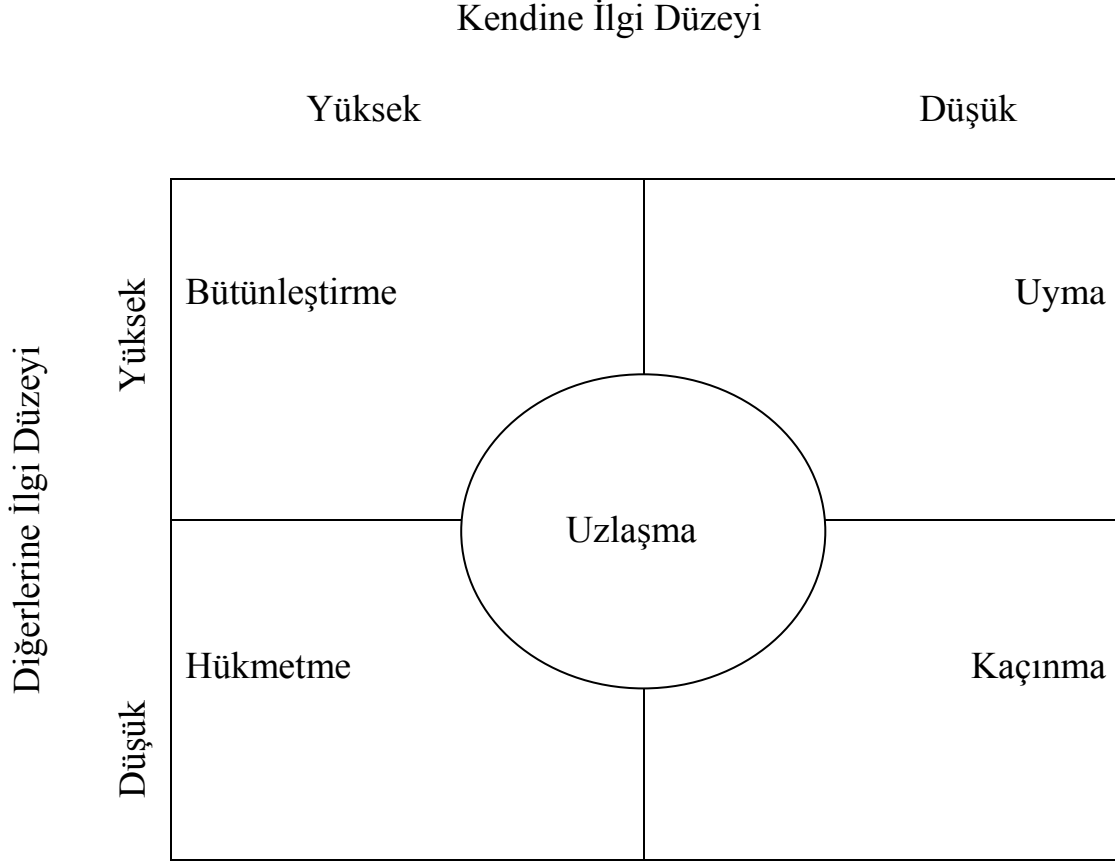 Kendine İlgi Düzeyi
Yüksek
Düşük
Diğerlerine İlgi Düzeyi
Yüksek
Bütünleştirme
Uyma
Uzlaşma
Düşük
Hükmetme
Kaçınma